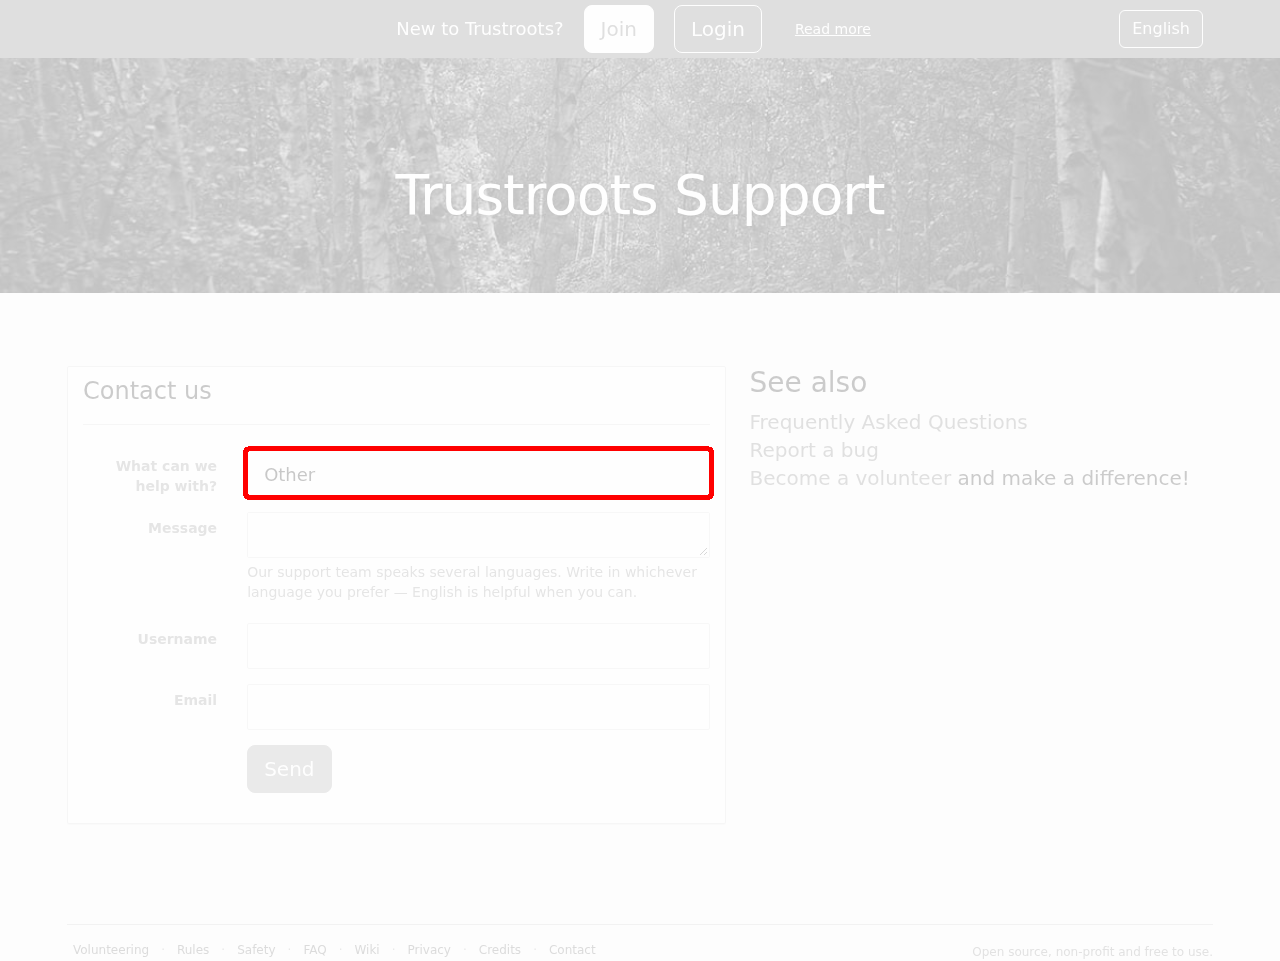 New to Trustroots?
Join
Login
Read more
English
Trustroots Support
Contact us
What can we
help with?
Other
Message
Our support team speaks several languages. Write in whichever
language you prefer — English is helpful when you can.
Username
Email
Send
See also
Frequently Asked Questions
Report a bug
Become a volunteer and make a difference!
Volunteering · Rules · Safety · FAQ · Wiki · Privacy · Credits · Contact
Open source, non-profit and free to use.